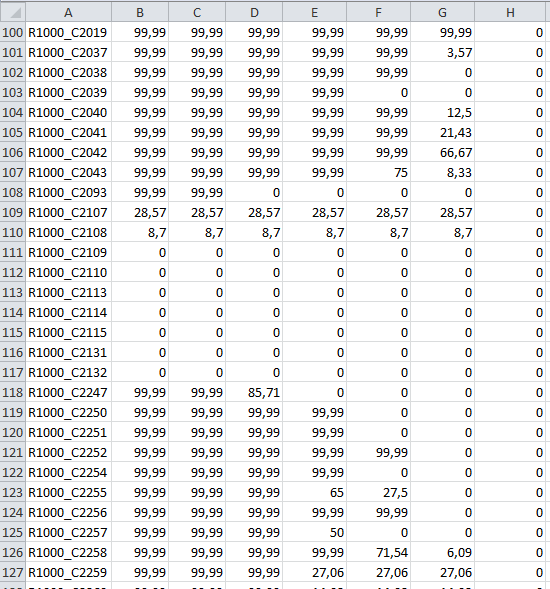 A B C D E F G H
100 R1000_C2019 99,99 99,99 99,99 99,99 99,99 99,99 0
101 R1000_C2037 99,99 99,99 99,99 99,99 99,99 3,57 0
102 R1000_C2038 99,99 99,99 99,99 99,99 99,99 0 0
103 R1000_C2039 99,99 99,99 99,99 99,99 0 0 0
104 R1000_C2040 99,99 99,99 99,99 99,99 99,99 12,5 0
105 R1000_C2041 99,99 99,99 99,99 99,99 99,99 21,43 0
106 R1000_C2042 99,99 99,99 99,99 99,99 99,99 66,67 0
107 R1000_C2043 99,99 99,99 99,99 99,99 75 8,33 0
108 R1000_C2093 99,99 99,99 0 0 0 0 0
109 R1000_C2107 28,57 28,57 28,57 28,57 28,57 28,57 0
110 R1000_C2108 8,7 8,7 8,7 8,7 8,7 8,7 0
111 R1000_C2109 0 0 0 0 0 0 0
112 R1000_C2110 0 0 0 0 0 0 0
113 R1000_C2113 0 0 0 0 0 0 0
114 R1000_C2114 0 0 0 0 0 0 0
115 R1000_C2115 0 0 0 0 0 0 0
116 R1000_C2131 0 0 0 0 0 0 0
117 R1000_C2132 0 0 0 0 0 0 0
118 R1000_C2247 99,99 99,99 85,71 0 0 0 0
119 R1000_C2250 99,99 99,99 99,99 99,99 0 0 0
120 R1000_C2251 99,99 99,99 99,99 99,99 0 0 0
121 R1000_C2252 99,99 99,99 99,99 99,99 99,99 0 0
122 R1000_C2254 99,99 99,99 99,99 99,99 0 0 0
123 R1000_C2255 99,99 99,99 99,99 65 27,5 0 0
124 R1000_C2256 99,99 99,99 99,99 99,99 99,99 0 0
125 R1000_C2257 99,99 99,99 99,99 50 0 0 0
126 R1000_C2258 99,99 99,99 99,99 99,99 71,54 6,09 0
127 R1000_C2259 99,99 99,99 99,99 27,06 27,06 27,06 0